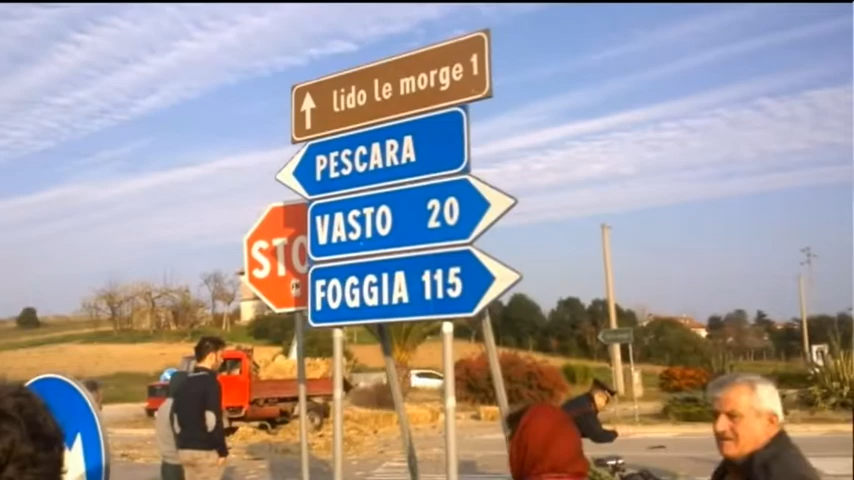 lido le morge 1
PESCARA
VASTO 20
STO
FOGGIA 115